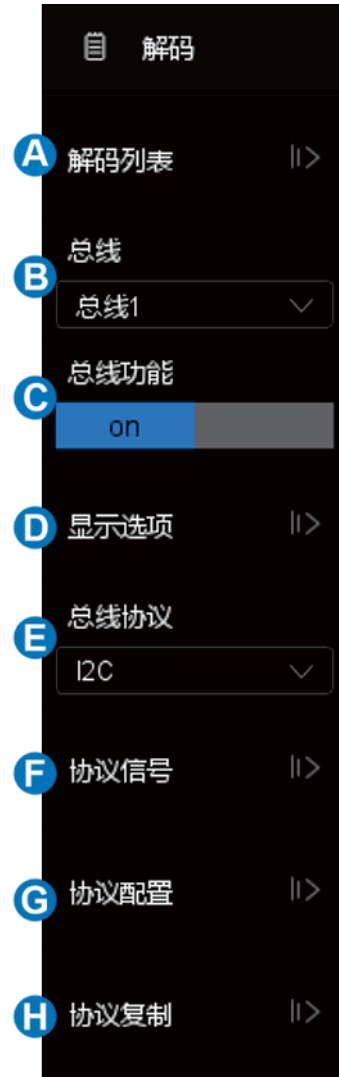 解码
A 解码列表
总线
B 总线1
总线功能
C on
D 显示选项
总线协议
E I2C
F 协议信号
G 协议配置
H 协议复制